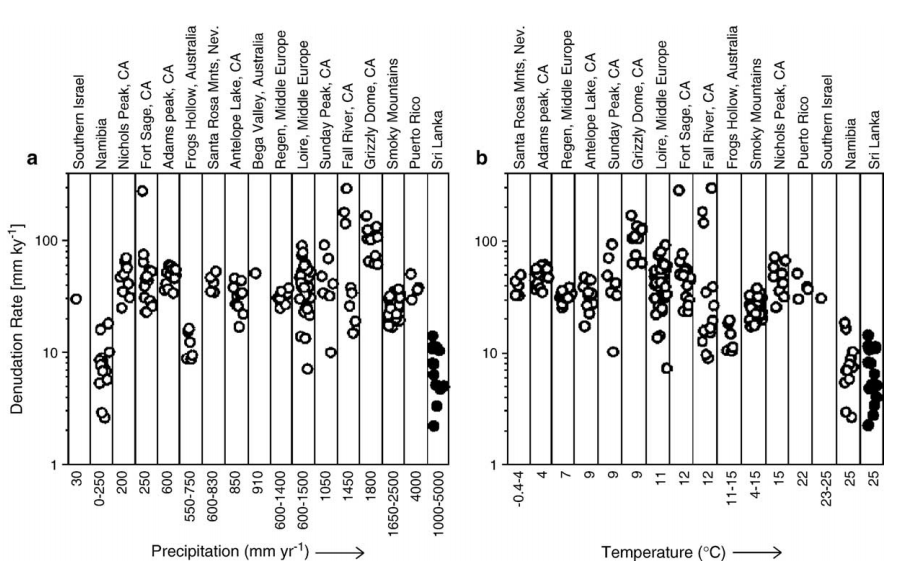 a
Southern Israel
Namibia
Nichols Peak, CA
Fort Sage, CA
Adams peak, CA
Frogs Hollow, Australia
Santa Rosa Mnts, Nev.
Antelope Lake, CA
Bega Valley, Australia
Regen, Middle Europe
Loire, Middle Europe
Sunday Peak, CA
Fall River, CA
Grizzly Dome, CA
Smoky Mountains
Puerto Rico
Sri Lanka
Denudation Rate [mm ky⁻¹]
100
10
1
30
0-250
200
250
600
550-750
600-830
850
910
600-1400
600-1500
1050
1450
1800
1650-2500
4000
1000-5000
Precipitation (mm yr⁻¹)
b
Santa Rosa Mnts, Nev.
Adams peak, CA
Regen, Middle Europe
Antelope Lake, CA
Sunday Peak, CA
Grizzly Dome, CA
Loire, Middle Europe
Fort Sage, CA
Fall River, CA
Frogs Hollow, Australia
Smoky Mountains
Nichols Peak, CA
Puerto Rico
Southern Israel
Namibia
Sri Lanka
100
10
1
-0.4-4
4
7
9
9
9
11
12
12
11-15
4-15
15
22
23-25
25
25
Temperature (°C)